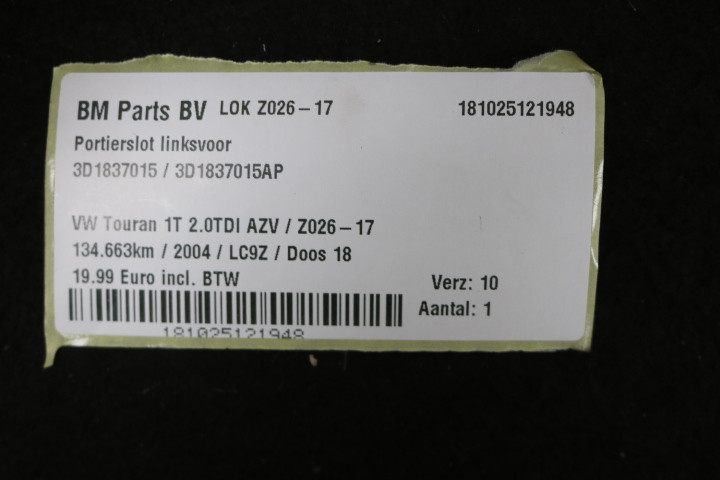 BM Parts BV LOK Z026-17 181025121948
Portierslot linksvoor
3D1837015 / 3D1837015AP
VW Touran 1T 2.0TDI AZV / Z026-17
134.663km / 2004 / LC9Z / Doos 18
19.99 Euro incl. BTW Verz: 10
Aantal: 1
181025121948